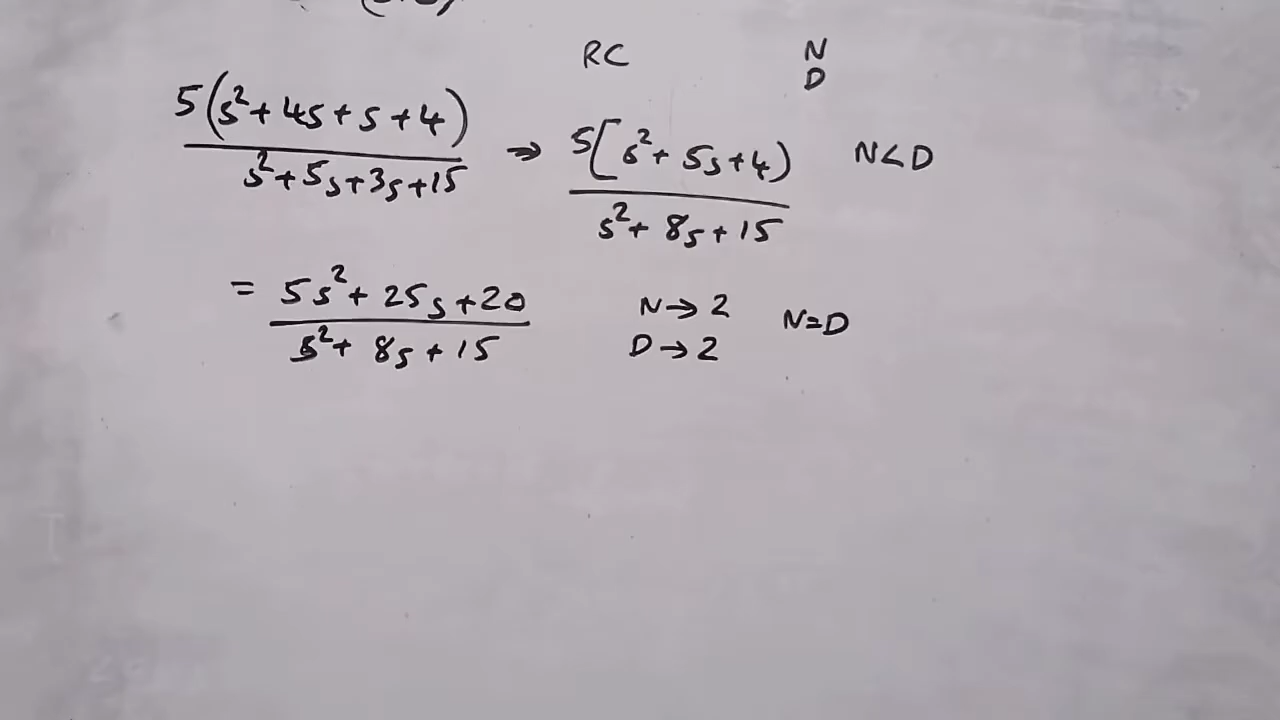 RC
N
D
5(s²+4s+s+4)
s²+5s+3s+15
⇒
5[s²+5s+4)
s²+8s+15
N<D
= 5s²+25s+20
s²+8s+15
N→2
D→2
N=D